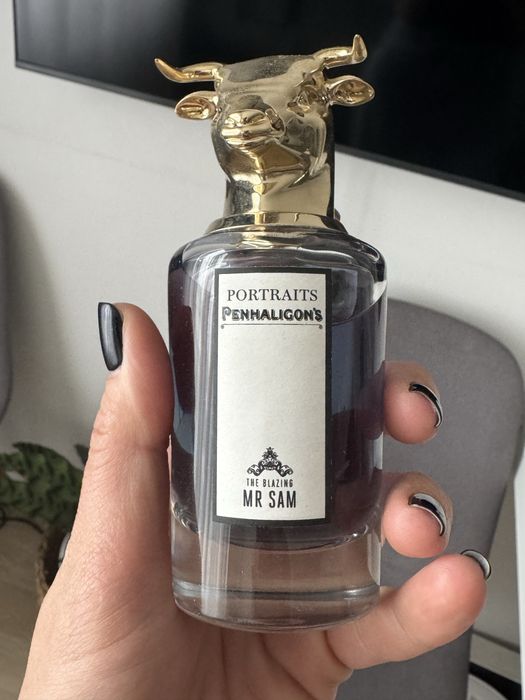 PORTRAITS
PENHALIGON'S
THE BLAZING
MR SAM